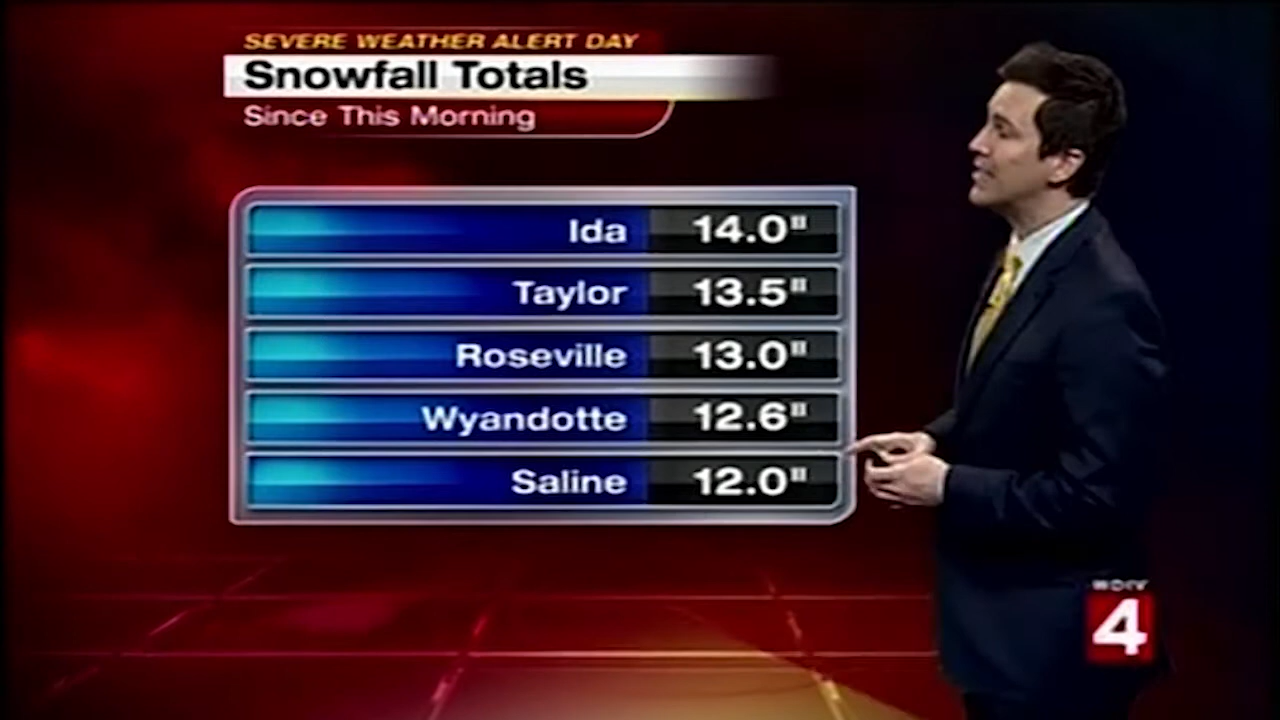 SEVERE WEATHER ALERT DAY
Snowfall Totals
Since This Morning
Ida 14.0"
Taylor 13.5"
Roseville 13.0"
Wyandotte 12.6"
Saline 12.0"
WDIV
4